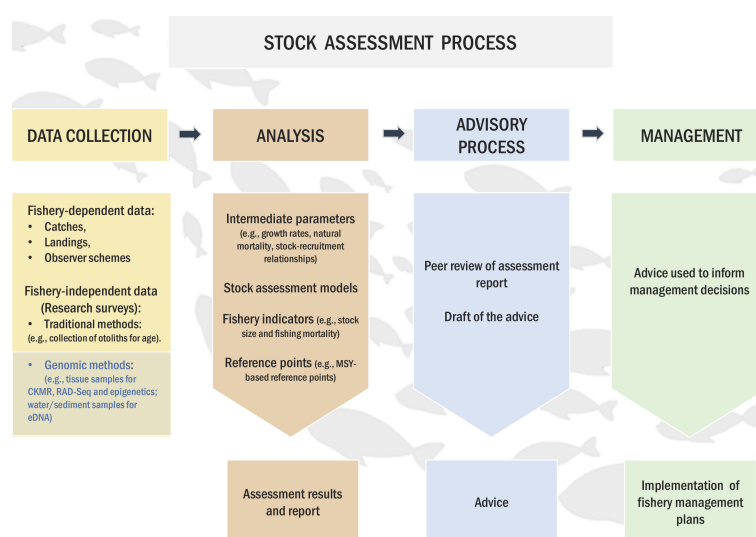 STOCK ASSESSMENT PROCESS
DATA COLLECTION
ANALYSIS
ADVISORY
PROCESS
MANAGEMENT
Fishery-dependent data:
• Catches,
• Landings,
• Observer schemes
Fishery-independent data
(Research surveys):
• Traditional methods:
(e.g., collection of otoliths for age).
• Genomic methods:
(e.g., tissue samples for
CKMR, RAD-Seq and epigenetics;
water/sediment samples for
eDNA)
Intermediate parameters
(e.g., growth rates, natural
mortality, stock-recruitment
relationships)
Stock assessment models
Fishery indicators (e.g., stock
size and fishing mortality)
Reference points (e.g., MSY-
based reference points)
Peer review of assessment
report
Draft of the advice
Advice used to inform
management decisions
Assessment results
and report
Advice
Implementation of
fishery management
plans